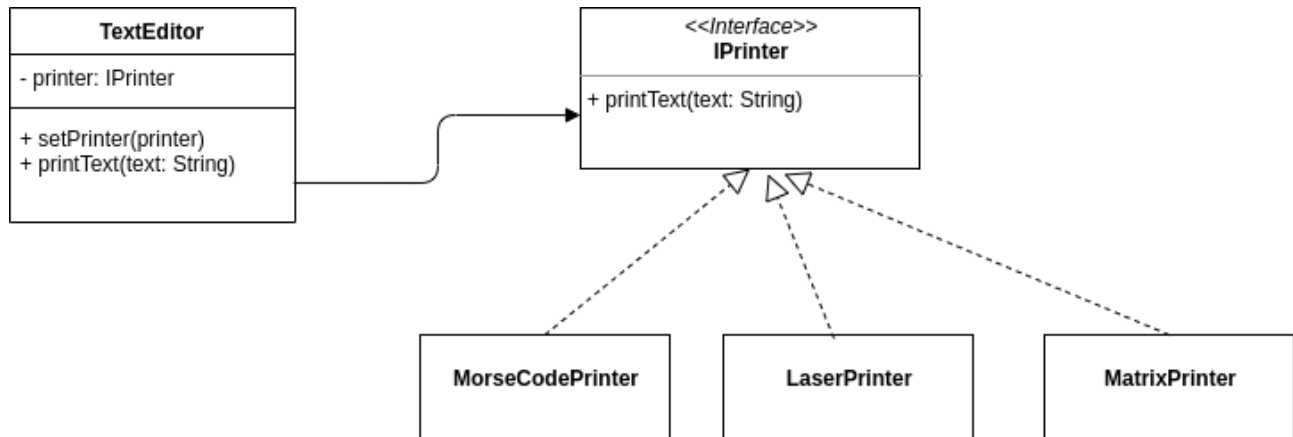 TextEditor
- printer: IPrinter
+ setPrinter(printer)
+ printText(text: String)
<<Interface>>
IPrinter
+ printText(text: String)
MorseCodePrinter
LaserPrinter
MatrixPrinter